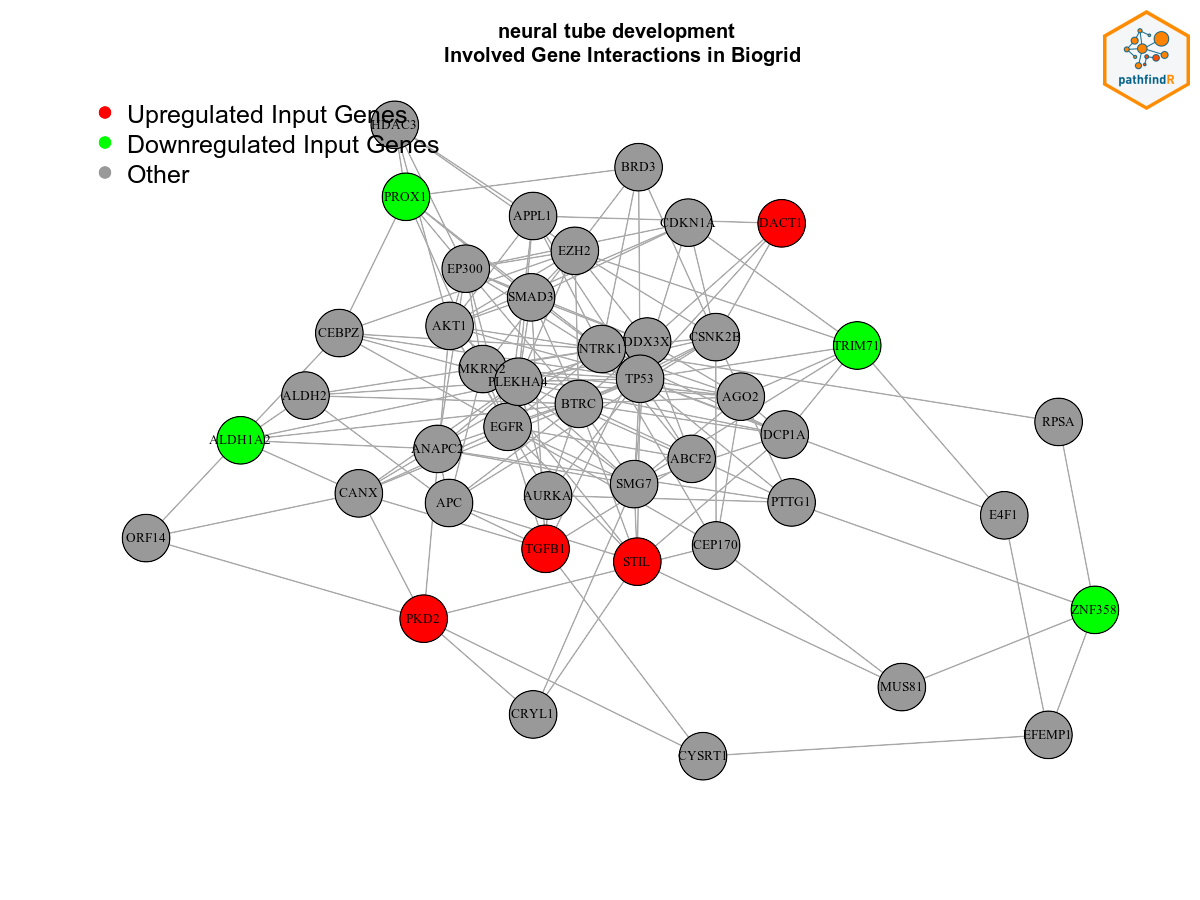 neural tube development
Involved Gene Interactions in Biogrid
pathfindR
Upregulated Input Genes
HDAC3
Downregulated Input Genes
Other
BRD3
PROX1
APPL1
CDKN1A
DACT1
EZH2
EP300
SMAD3
AKT1
CEBPZ
NTRK1
DDX3X
CSNK2B
TRIM71
MKRN2
PLEKHA4
TP53
ALDH2
BTRC
AGO2
RPSA
EGFR
ALDH1A2
ANAPC2
DCP1A
ABCF2
CANX
APC
AURKA
SMG7
PTTG1
E4F1
ORF14
TGFB1
STIL
CEP170
PKD2
ZNF358
MUS81
CRYL1
EFEMP1
CYSRT1